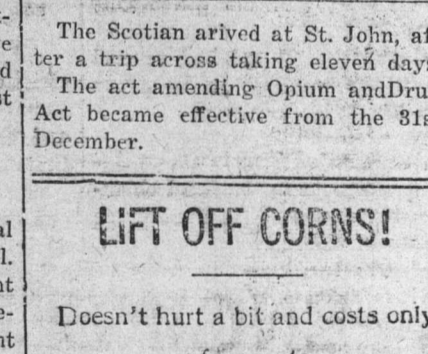 The Scotian arived at St. John, af
ter a trip across taking eleven days
The act amending Opium andDru
Act became effective from the 31s
December.
LIFT OFF CORNS!
Doesn't hurt a bit and costs only